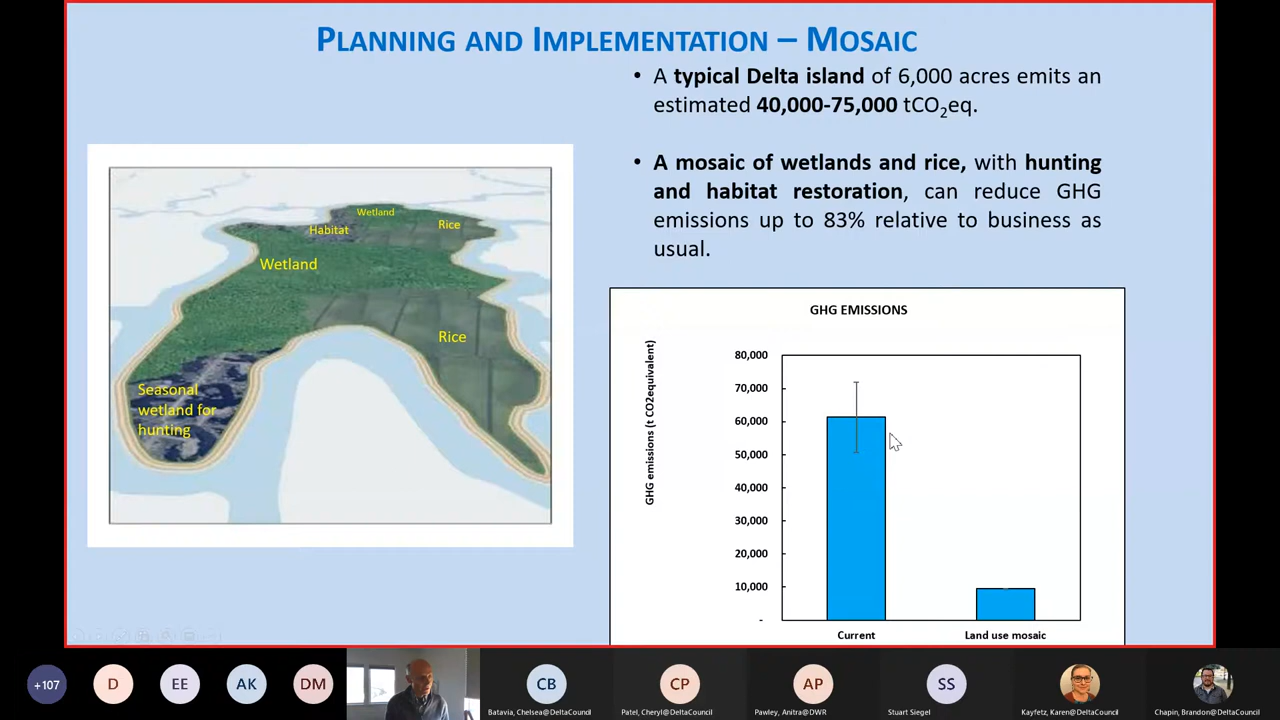 PLANNING AND IMPLEMENTATION – MOSAIC
• A typical Delta island of 6,000 acres emits an
estimated 40,000-75,000 tCO2eq.
• A mosaic of wetlands and rice, with hunting
and habitat restoration, can reduce GHG
emissions up to 83% relative to business as
usual.
Wetland
Habitat
Rice
Wetland
Rice
Seasonal
wetland for
hunting
GHG EMISSIONS
GHG emissions (t CO2equivalent)
80,000
70,000
60,000
50,000
40,000
30,000
20,000
10,000
-
Current
Land use mosaic
+107
D
EE
AK
DM
CB
CP
AP
SS
Batavia, Chelsea@DeltaCouncil
Patel, Cheryl@DeltaCouncil
Pawley, Anitra@DWR
Stuart Siegel
Kayfetz, Karen@DeltaCouncil
Chapin, Brandon@DeltaCouncil